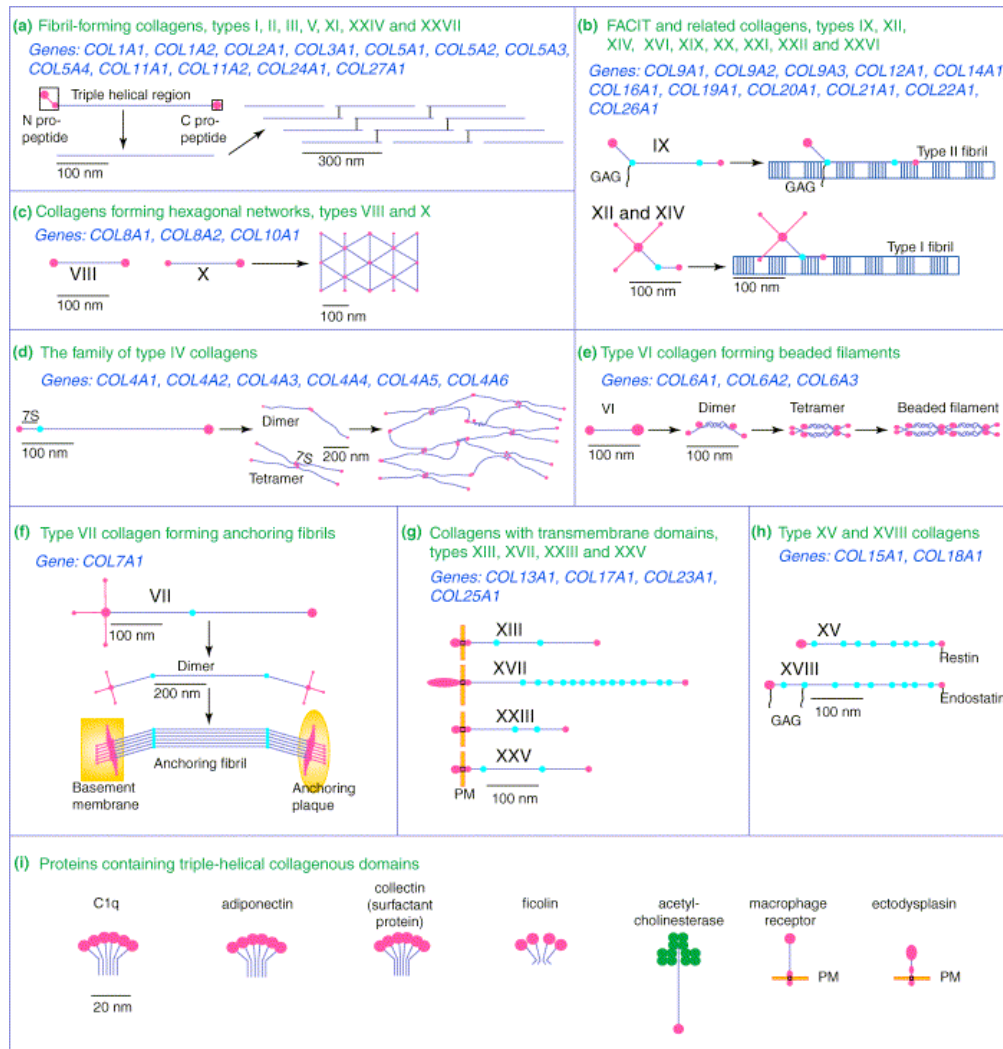 (a) Fibril-forming collagens, types I, II, III, V, XI, XXIV and XXVII
Genes: COL1A1, COL1A2, COL2A1, COL3A1, COL5A1, COL5A2, COL5A3,
COL5A4, COL11A1, COL11A2, COL24A1, COL27A1
Triple helical region
N pro-
peptide
C pro-
peptide
100 nm
300 nm
(b) FACIT and related collagens, types IX, XII,
XIV, XVI, XIX, XX, XXI, XXII and XXVI
Genes: COL9A1, COL9A2, COL9A3, COL12A1, COL14A1
COL16A1, COL19A1, COL20A1, COL21A1, COL22A1,
COL26A1
IX
GAG
Type II fibril
GAG
XII and XIV
Type I fibril
100 nm
100 nm
(c) Collagens forming hexagonal networks, types VIII and X
Genes: COL8A1, COL8A2, COL10A1
VIII
X
100 nm
100 nm
(d) The family of type IV collagens
Genes: COL4A1, COL4A2, COL4A3, COL4A4, COL4A5, COL4A6
7S
100 nm
Dimer
7S
Tetramer
200 nm
(e) Type VI collagen forming beaded filaments
Genes: COL6A1, COL6A2, COL6A3
VI
Dimer
Tetramer
Beaded filament
100 nm
100 nm
(f) Type VII collagen forming anchoring fibrils
Gene: COL7A1
VII
100 nm
Dimer
200 nm
Anchoring fibril
Basement
membrane
Anchoring
plaque
(g) Collagens with transmembrane domains,
types XIII, XVII, XXIII and XXV
Genes: COL13A1, COL17A1, COL23A1,
COL25A1
XIII
XVII
XXIII
XXV
PM
100 nm
(h) Type XV and XVIII collagens
Genes: COL15A1, COL18A1
XV
Restin
XVIII
Endostatin
GAG
100 nm
(i) Proteins containing triple-helical collagenous domains
C1q
20 nm
adiponectin
collectin
(surfactant
protein)
ficolin
acetyl-
cholinesterase
macrophage
receptor
PM
ectodysplasin
PM